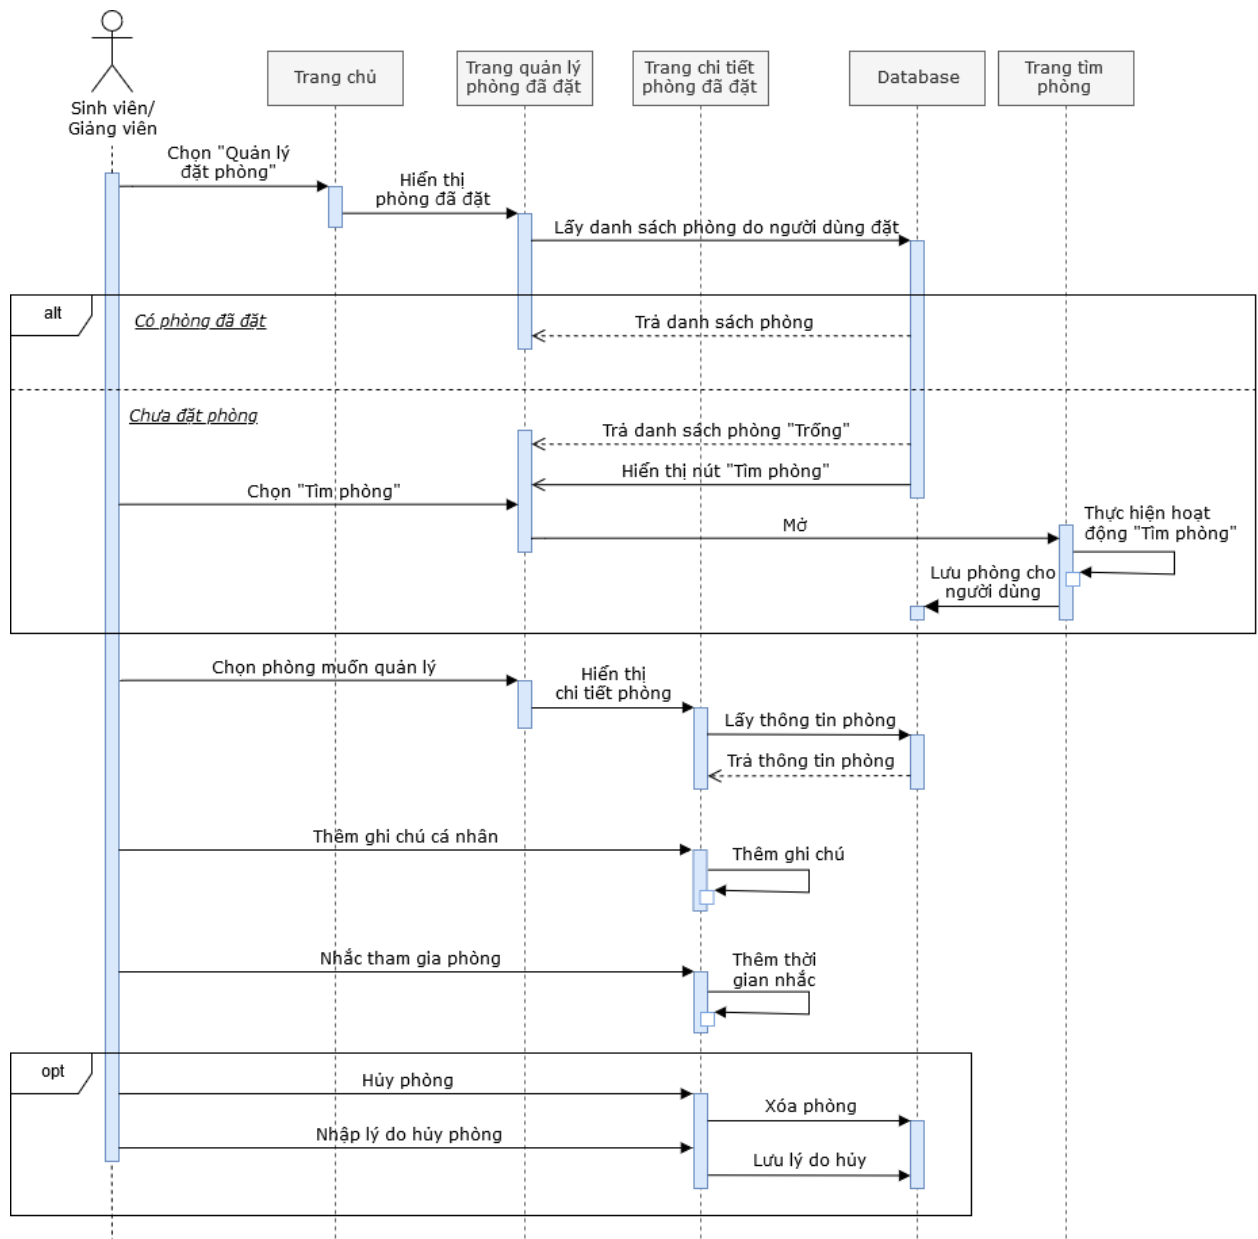 Sinh viên/
Giảng viên
Trang chủ
Trang quản lý
phòng đã đặt
Trang chi tiết
phòng đã đặt
Database
Trang tìm
phòng
Chọn "Quản lý
đặt phòng"
Hiển thị
phòng đã đặt
Lấy danh sách phòng do người dùng đặt
alt
Có phòng đã đặt
Trả danh sách phòng
Chưa đặt phòng
Trả danh sách phòng "Trống"
Hiển thị nút "Tìm phòng"
Chọn "Tìm phòng"
Mở
Thực hiện hoạt
động "Tìm phòng"
Lưu phòng cho
người dùng
Chọn phòng muốn quản lý
Hiển thị
chi tiết phòng
Lấy thông tin phòng
Trả thông tin phòng
Thêm ghi chú cá nhân
Thêm ghi chú
Nhắc tham gia phòng
Thêm thời
gian nhắc
opt
Hủy phòng
Xóa phòng
Nhập lý do hủy phòng
Lưu lý do hủy